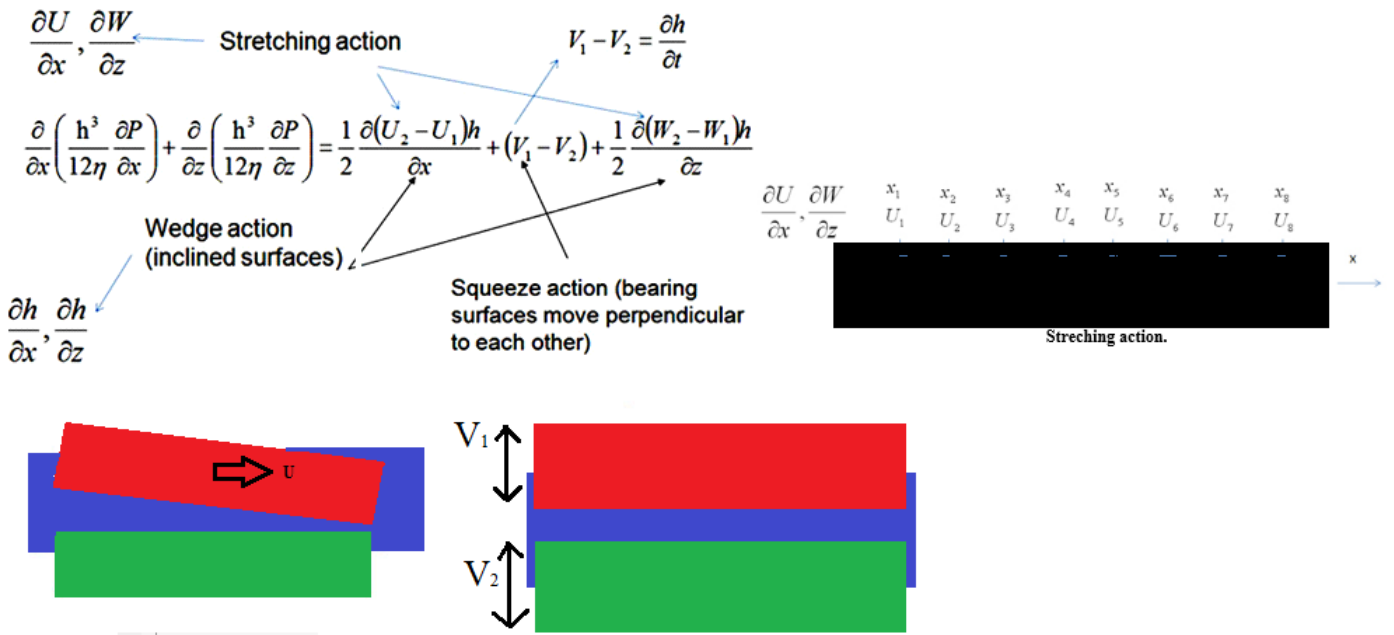 ∂U/∂x, ∂W/∂z
Stretching action
V₁ − V₂ = ∂h/∂t
∂/∂x(h³/12η ∂P/∂x) + ∂/∂z(h³/12η ∂P/∂z) = 1/2 ∂(U₂ − U₁)h/∂x + (V₁ − V₂) + 1/2 ∂(W₂ − W₁)h/∂z
Wedge action
(inclined surfaces)
∂h/∂x, ∂h/∂z
Squeeze action (bearing
surfaces move perpendicular
to each other)
∂U/∂x, ∂W/∂z
x₁ x₂ x₃ x₄ x₅ x₆ x₇ x₈
U₁ U₂ U₃ U₄ U₅ U₆ U₇ U₈
x
Streching action.
U
V₁
V₂